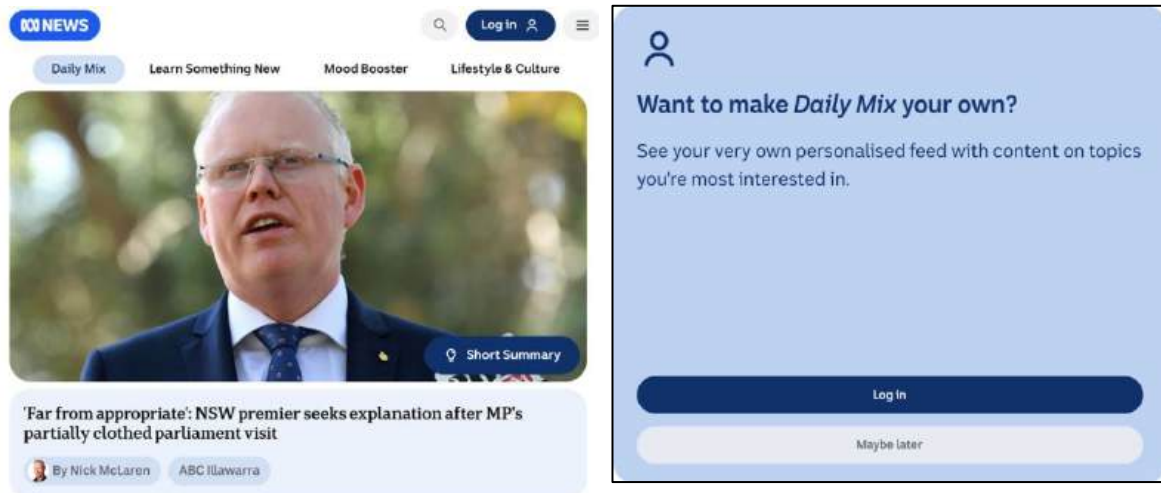 NEWS
Log in
Daily Mix Learn Something New Mood Booster Lifestyle & Culture
Short Summary
'Far from appropriate': NSW premier seeks explanation after MP's
partially clothed parliament visit
By Nick McLaren ABC Illawarra
Want to make Daily Mix your own?
See your very own personalised feed with content on topics
you're most interested in.
Log in
Maybe later